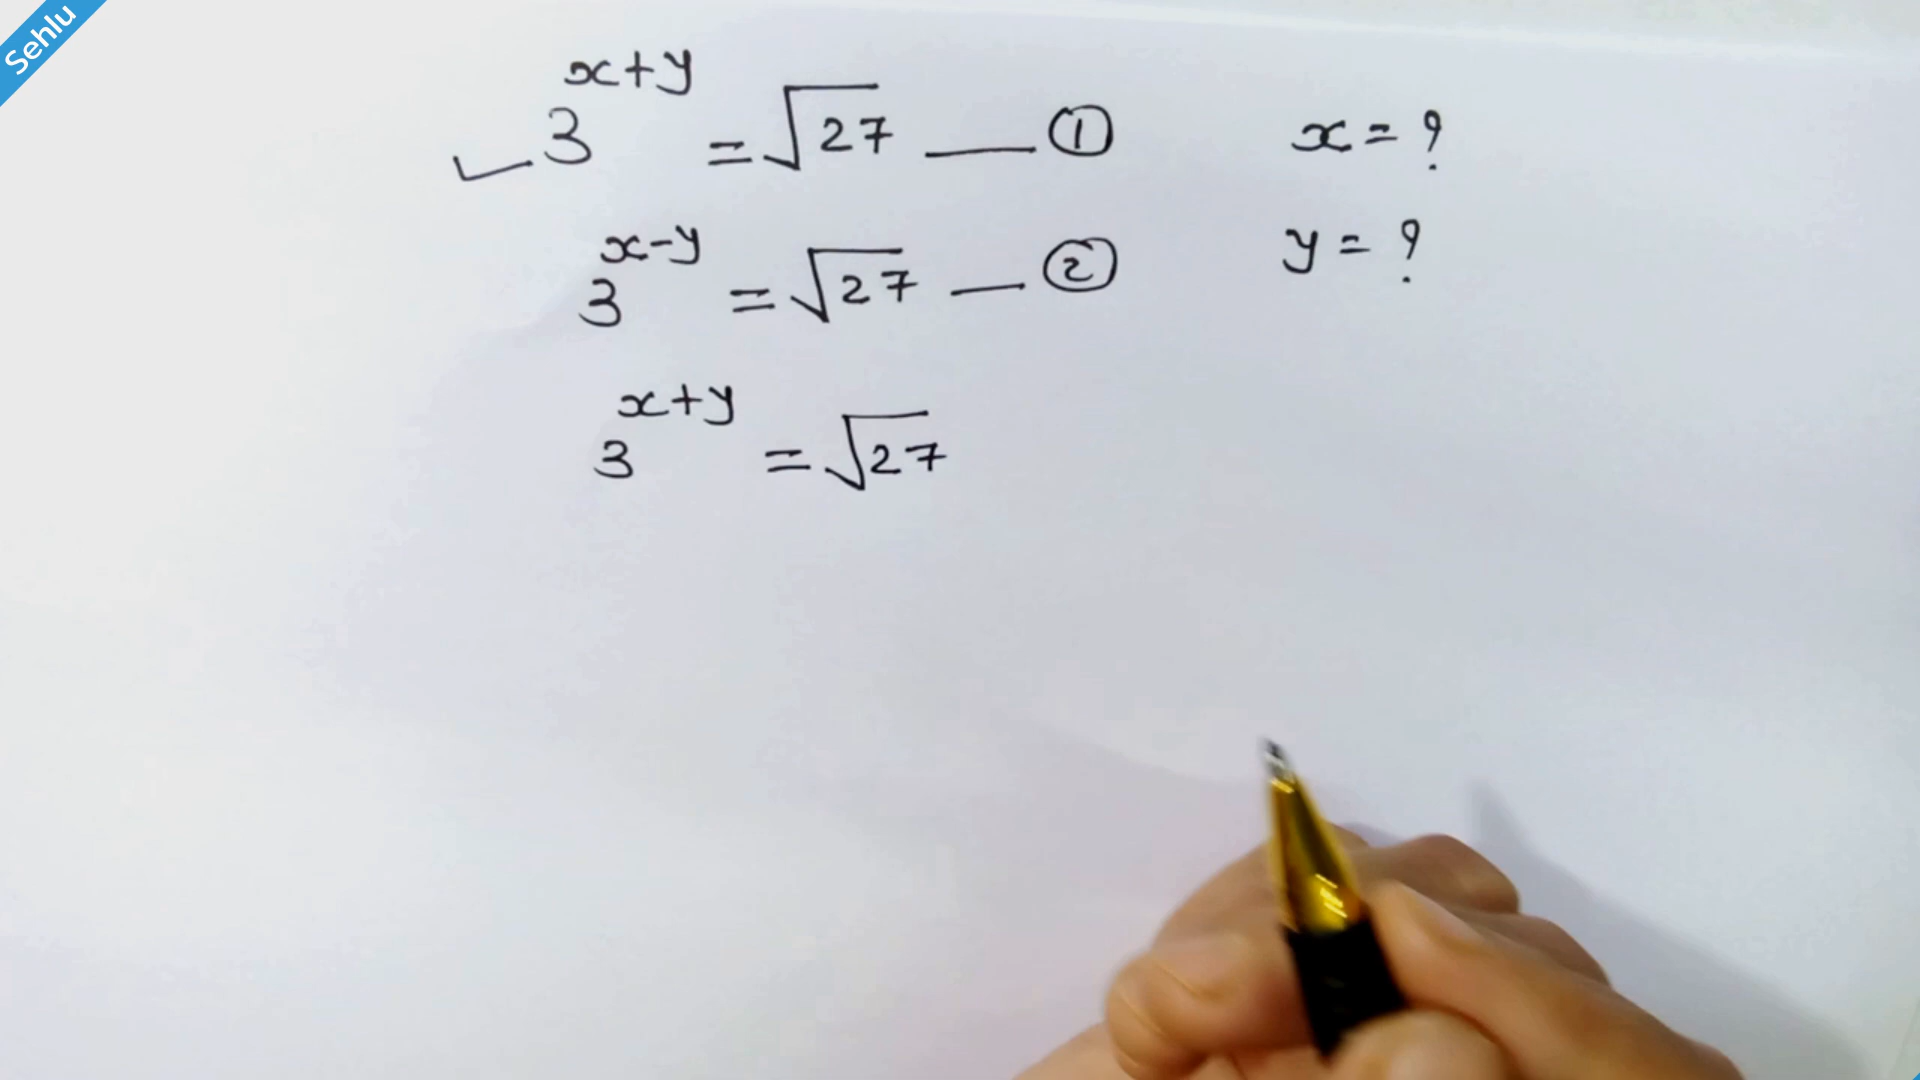 Sehlu
3^{x+y} = √27 — ① x = ?
3^{x-y} = √27 — ② y = ?
3^{x+y} = √27